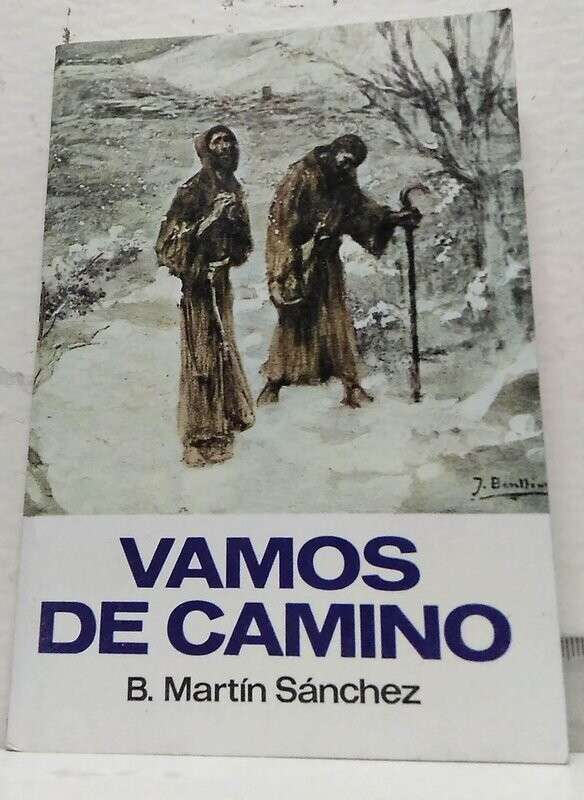 VAMOS
DE CAMINO
B. Martín Sánchez